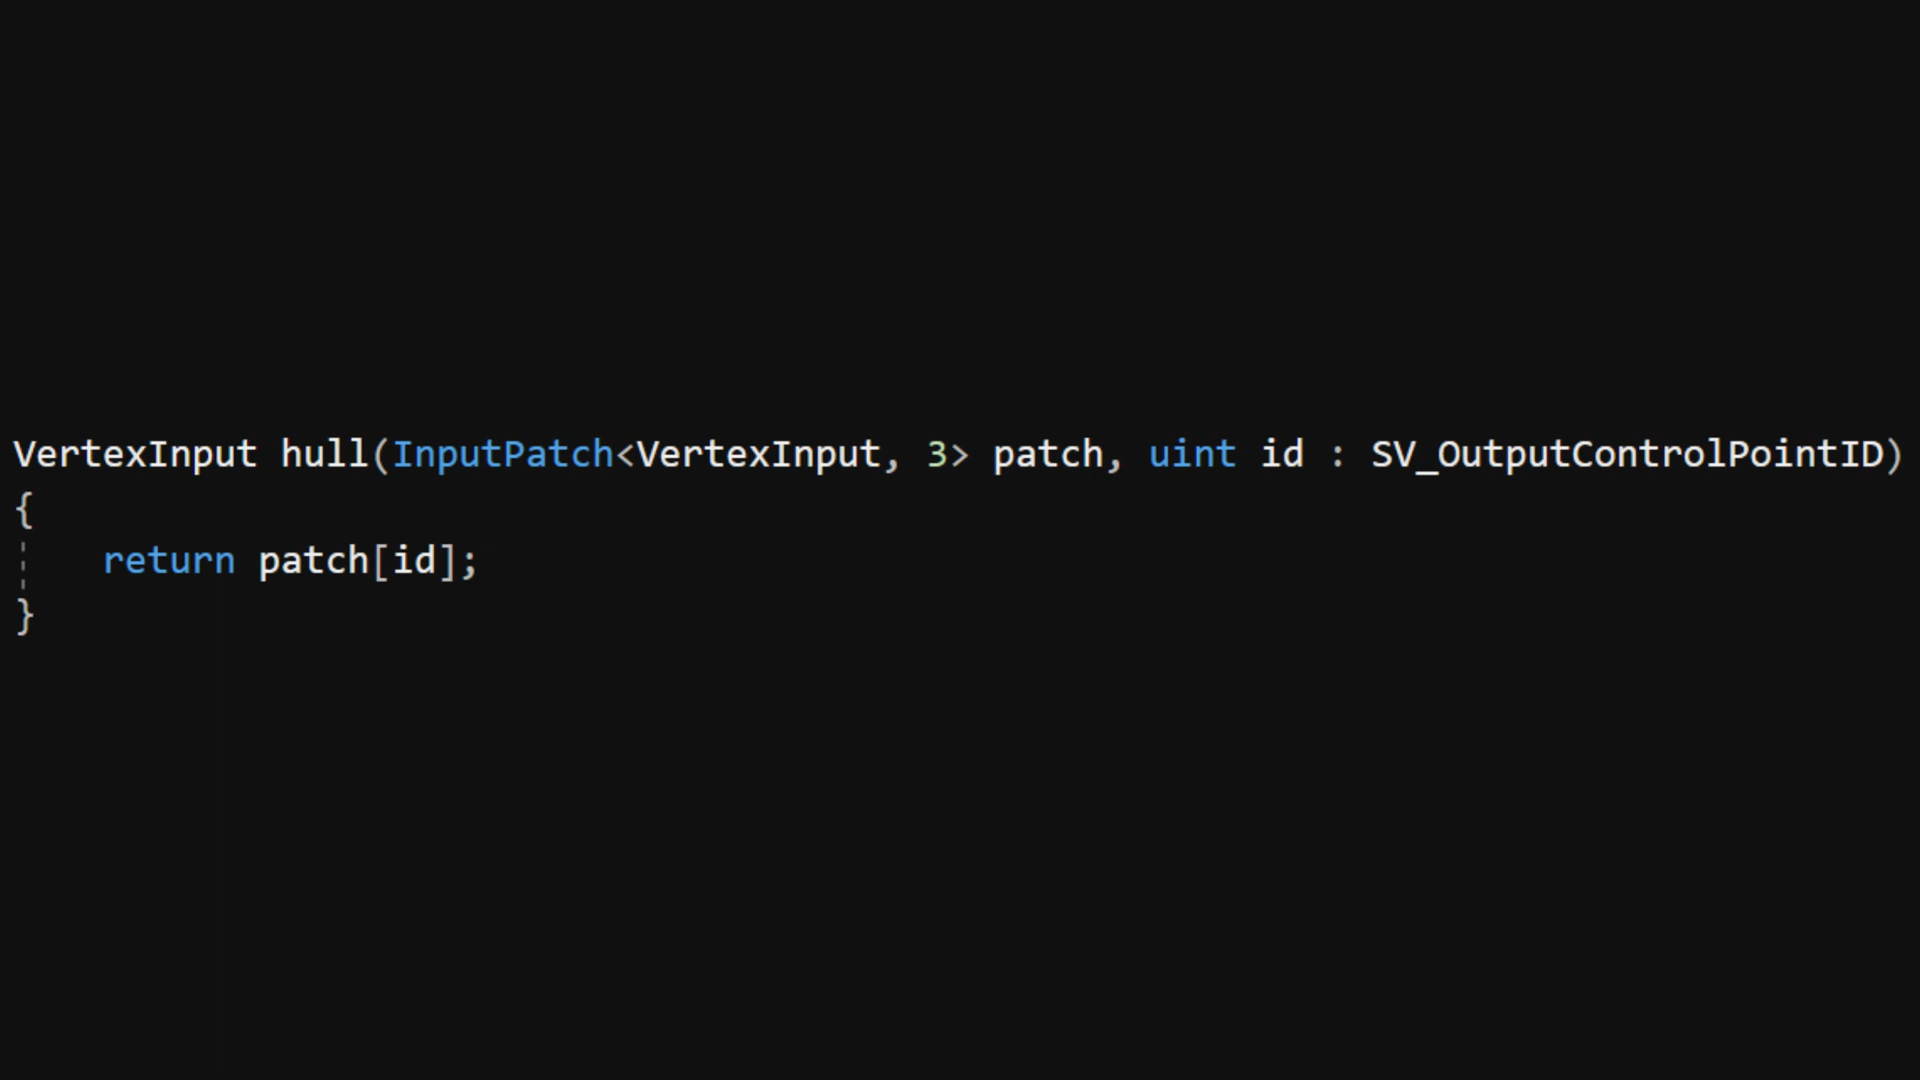 VertexInput hull(InputPatch<VertexInput, 3> patch, uint id : SV_OutputControlPointID)
{
    return patch[id];
}